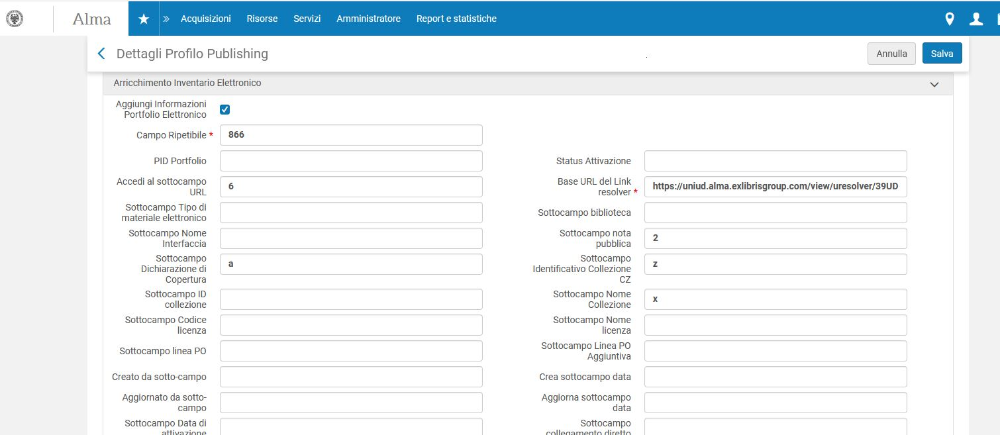 Alma
Acquisizioni Risorse Servizi Amministratore Report e statistiche
Dettagli Profilo Publishing
Annulla Salva
Arricchimento Inventario Elettronico
Aggiungi Informazioni
Portfolio Elettronico
Campo Ripetibile * 866
PID Portfolio
Status Attivazione
Accedi al sottocampo
URL
6
Base URL del Link
resolver *
https://uniud.alma.exlibrisgroup.com/view/uresolver/39UD
Sottocampo Tipo di
materiale elettronico
Sottocampo biblioteca
Sottocampo Nome
Interfaccia
Sottocampo nota
pubblica
2
Sottocampo
Dichiarazione di
Copertura
a
Sottocampo
Identificativo Collezione
CZ
z
Sottocampo ID
collezione
Sottocampo Nome
Collezione
x
Sottocampo Codice
licenza
Sottocampo Nome
licenza
Sottocampo linea PO
Sottocampo Linea PO
Aggiuntiva
Creato da sotto-campo
Crea sottocampo data
Aggiornato da sotto-
campo
Aggiorna sottocampo
data
Sottocampo Data di
attivazione
Sottocampo
collegamento diretto